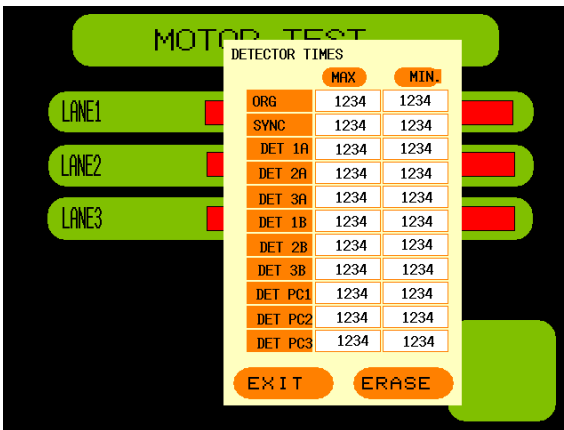 MOTOR TEST
DETECTOR TIMES
MAX MIN.
LANE1
LANE2
LANE3
ORG 1234 1234
SYNC 1234 1234
DET 1A 1234 1234
DET 2A 1234 1234
DET 3A 1234 1234
DET 1B 1234 1234
DET 2B 1234 1234
DET 3B 1234 1234
DET PC1 1234 1234
DET PC2 1234 1234
DET PC3 1234 1234
EXIT ERASE